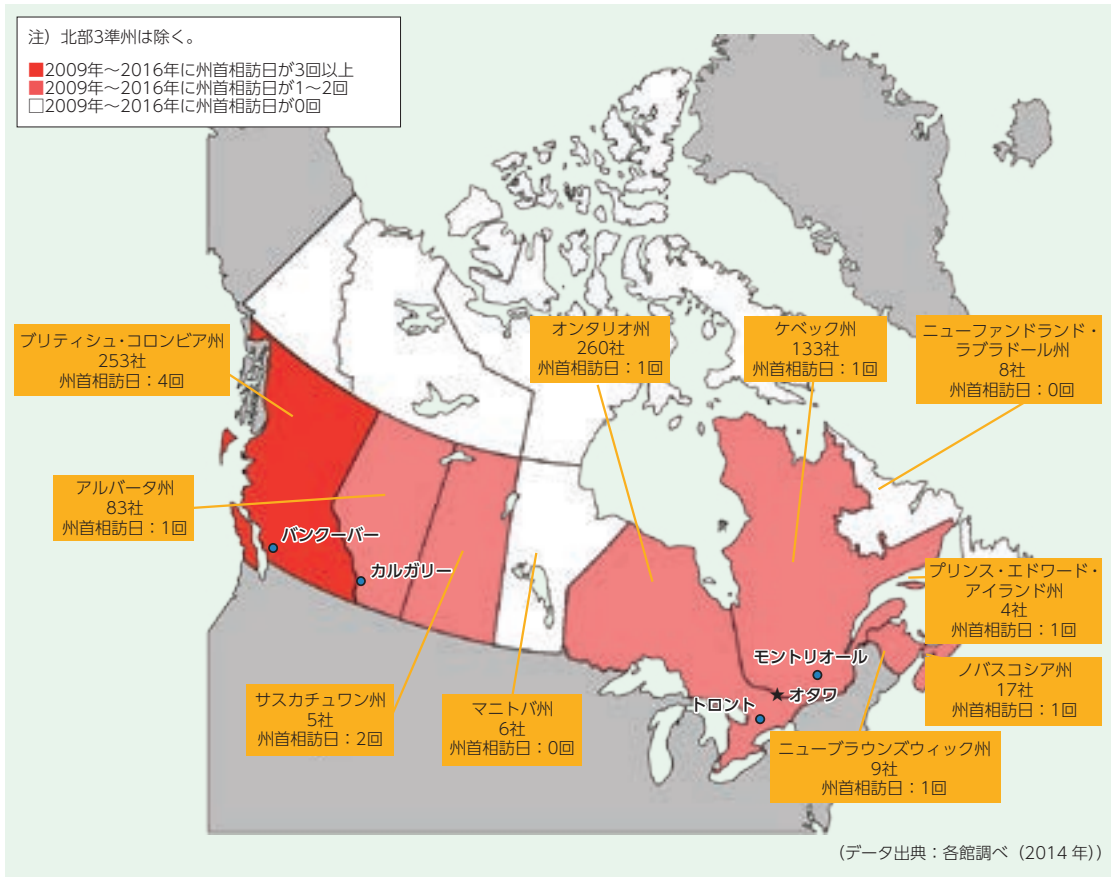 注）北部3準州は除く。
■2009年～2016年に州首相訪日が3回以上
■2009年～2016年に州首相訪日が1～2回
□2009年～2016年に州首相訪日が0回
ブリティシュ・コロンビア州
253社
州首相訪日：4回
オンタリオ州
260社
州首相訪日：1回
ケベック州
133社
州首相訪日：1回
ニューファンドランド・
ラブラドール州
8社
州首相訪日：0回
アルバータ州
83社
州首相訪日：1回
バンクーバー
カルガリー
プリンス・エドワード・
アイランド州
4社
州首相訪日：1回
モントリオール
★オタワ
トロント
ノバスコシア州
17社
州首相訪日：1回
サスカチュワン州
5社
州首相訪日：2回
マニトバ州
6社
州首相訪日：0回
ニューブラウンズウィック州
9社
州首相訪日：1回
（データ出典：各館調べ（2014 年））